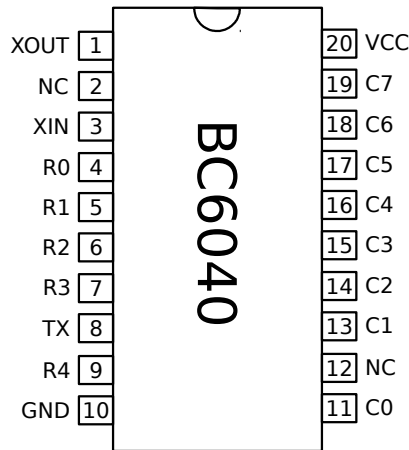 XOUT 1
NC 2
XIN 3
R0 4
R1 5
R2 6
R3 7
TX 8
R4 9
GND 10
BC6040
20 VCC
19 C7
18 C6
17 C5
16 C4
15 C3
14 C2
13 C1
12 NC
11 C0